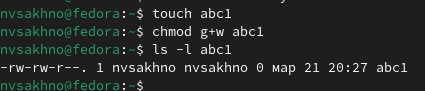 nvsakhno@fedora:~$ touch abc1
nvsakhno@fedora:~$ chmod g+w abc1
nvsakhno@fedora:~$ ls -l abc1
-rw-rw-r--. 1 nvsakhno nvsakhno 0 мар 21 20:27 abc1
nvsakhno@fedora:~$